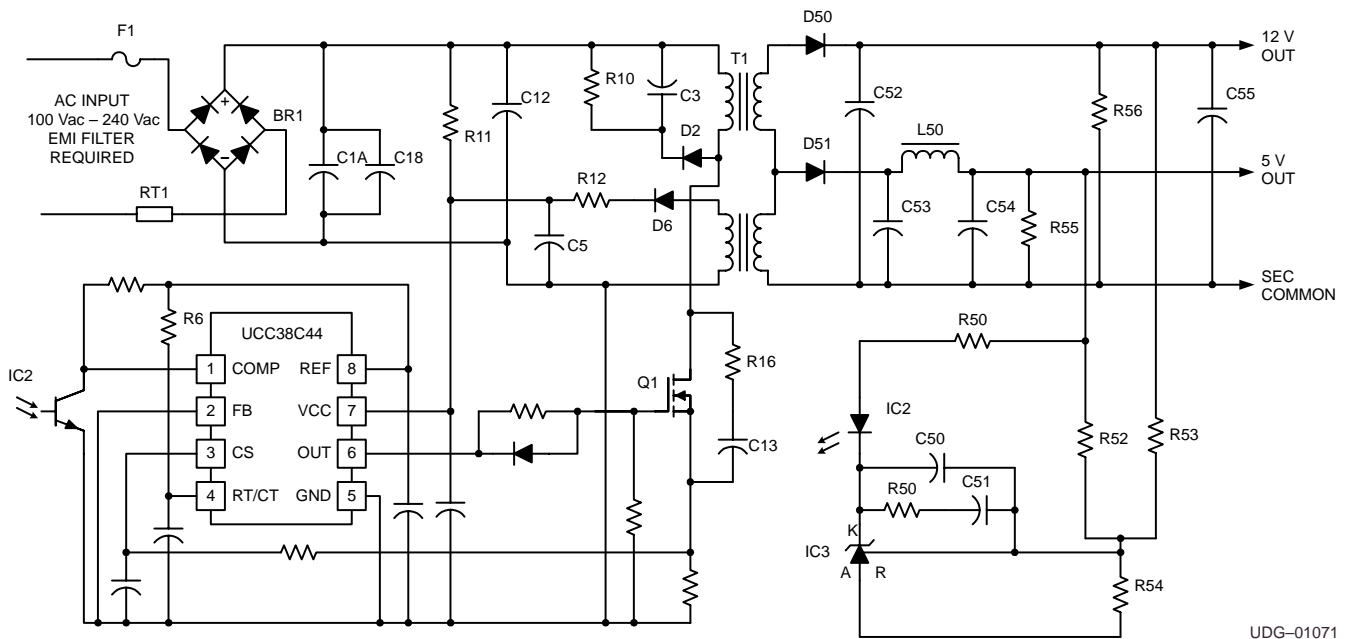 F1
D50
12 V
OUT
T1
AC INPUT
100 Vac – 240 Vac
EMI FILTER
REQUIRED
+
-
BR1
R10
C3
C12
R11
D2
C52
R56
C55
L50
D51
5 V
OUT
C1A
C18
RT1
R12
D6
C5
C53
C54
R55
SEC
COMMON
R6
UCC38C44
IC2
1 COMP REF 8
2 FB VCC 7
3 CS OUT 6
4 RT/CT GND 5
Q1
R16
C13
R50
IC2
C50
R52
R53
R50
C51
K
IC3
A R
R54
UDG–01071